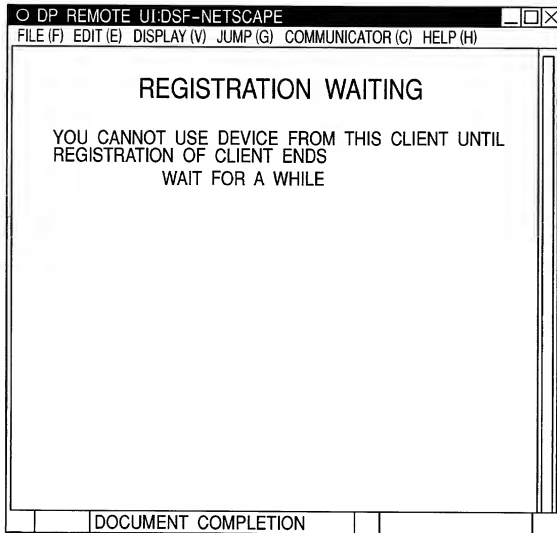 DP REMOTE UI:DSF-NETSCAPE
FILE (F) EDIT (E) DISPLAY (V) JUMP (G) COMMUNICATOR (C) HELP (H)
REGISTRATION WAITING
YOU CANNOT USE DEVICE FROM THIS CLIENT UNTIL
REGISTRATION OF CLIENT ENDS
WAIT FOR A WHILE
DOCUMENT COMPLETION